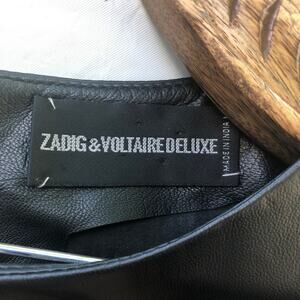 ZADIG & VOLTAIRE DELUXE
MADE IN INDIA